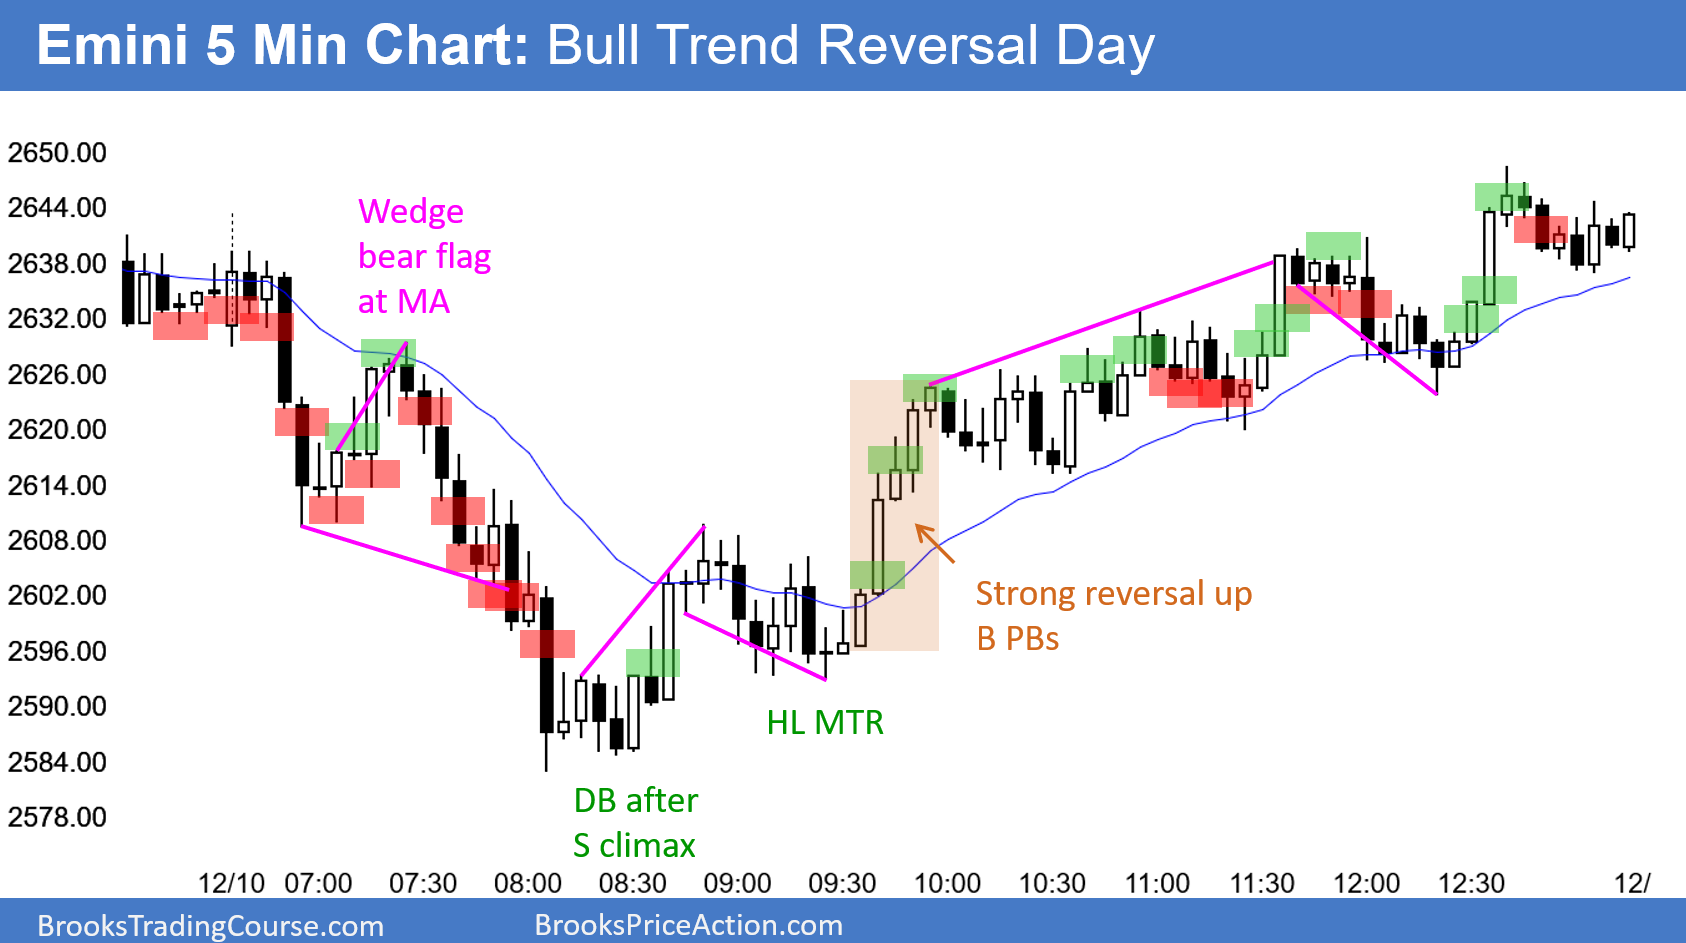 Emini 5 Min Chart: Bull Trend Reversal Day
2650.00
2644.00
2638.00
2632.00
2626.00
2620.00
2614.00
2608.00
2602.00
2596.00
2590.00
2584.00
2578.00
Wedge
bear flag
at MA
Strong reversal up
B PBs
HL MTR
DB after
S climax
12/10 07:00 07:30 08:00 08:30 09:00 09:30 10:00 10:30 11:00 11:30 12:00 12:30 12/
BrooksTradingCourse.com BrooksPriceAction.com